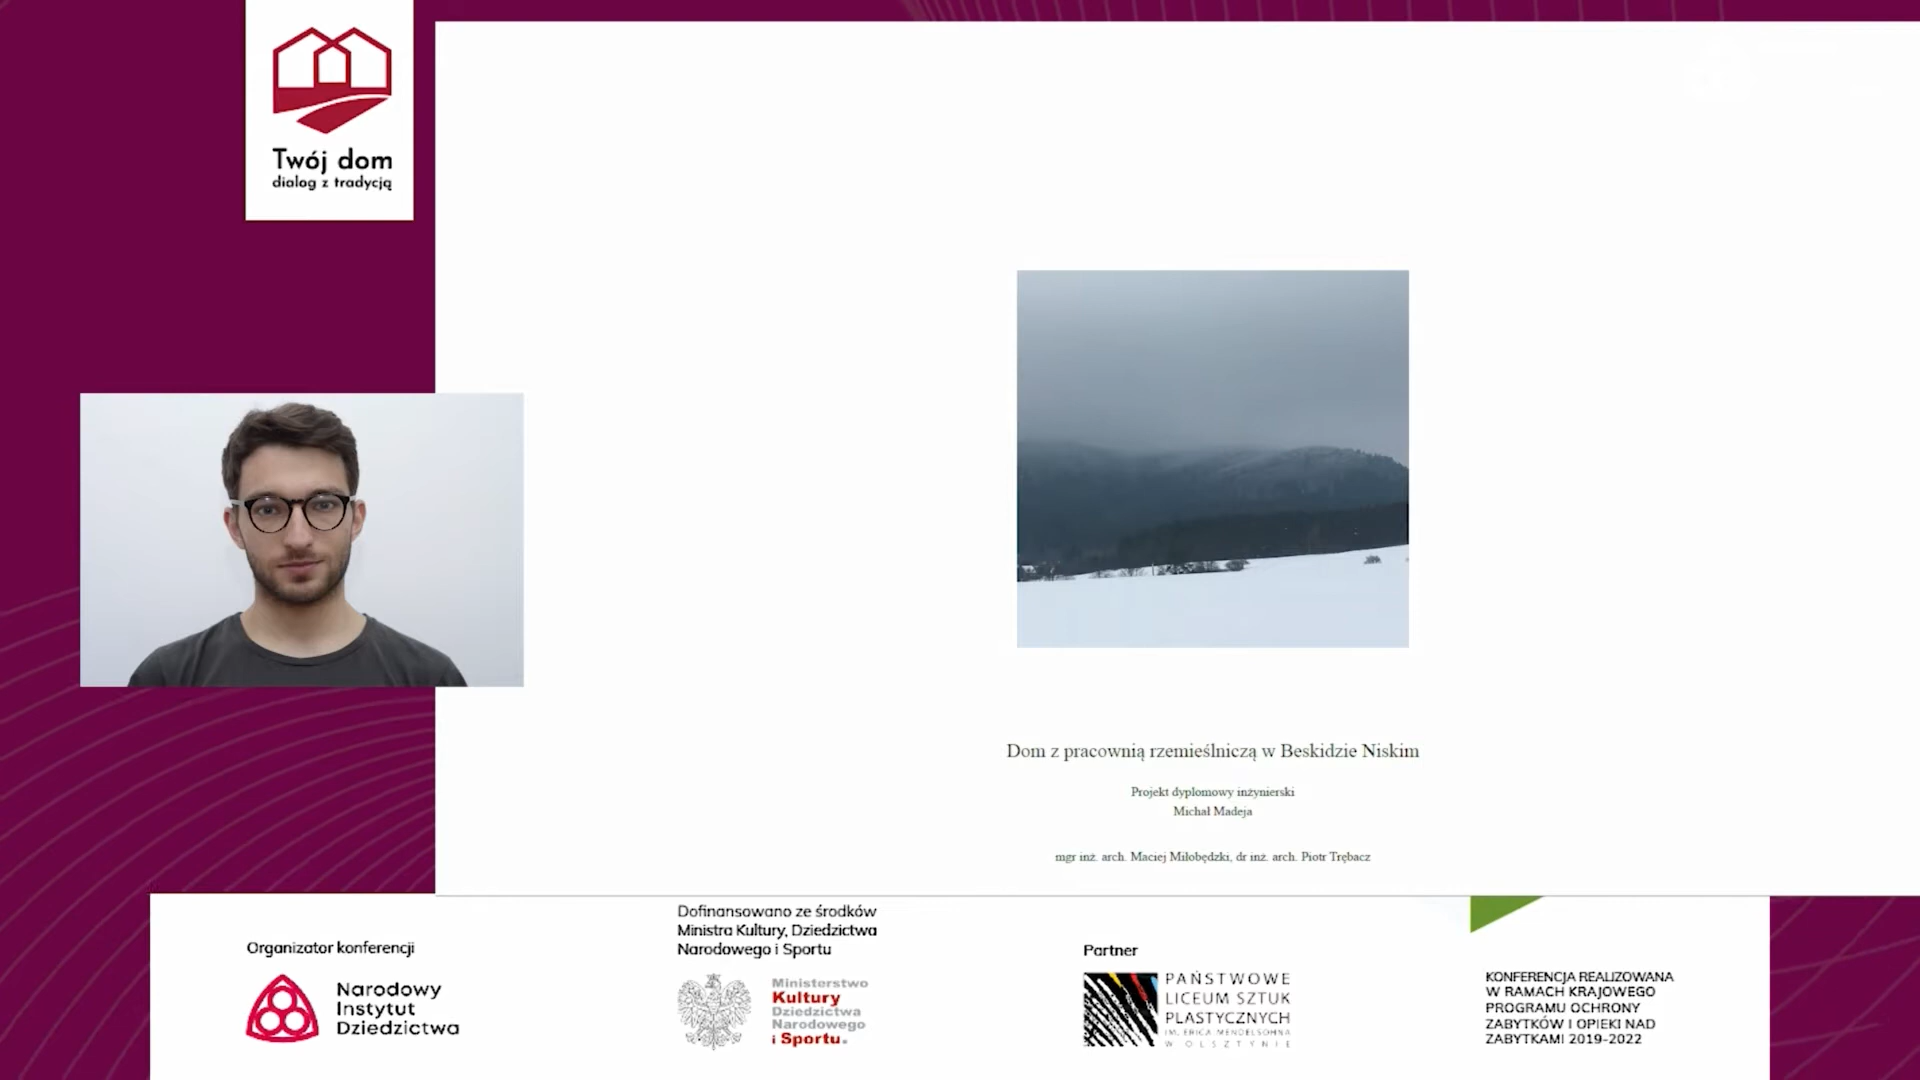 Twój dom
dialog z tradycją
Dom z pracownią rzemieślniczą w Beskidzie Niskim
Projekt dyplomowy inżynierski
Michał Madeja
mgr inż. arch. Maciej Miłobędzki, dr inż. arch. Piotr Trębacz
Organizator konferencji
Narodowy
Instytut
Dziedzictwa
Dofinansowano ze środków
Ministra Kultury, Dziedzictwa
Narodowego i Sportu
Ministerstwo
Kultury
Dziedzictwa
Narodowego
i Sportu.
Partner
PAŃSTWOWE
LICEUM SZTUK
PLASTYCZNYCH
IM. ERICA MENDELSOHNA
W OLSZTYNIE
KONFERENCJA REALIZOWANA
W RAMACH KRAJOWEGO
PROGRAMU OCHRONY
ZABYTKÓW I OPIEKI NAD
ZABYTKAMI 2019-2022